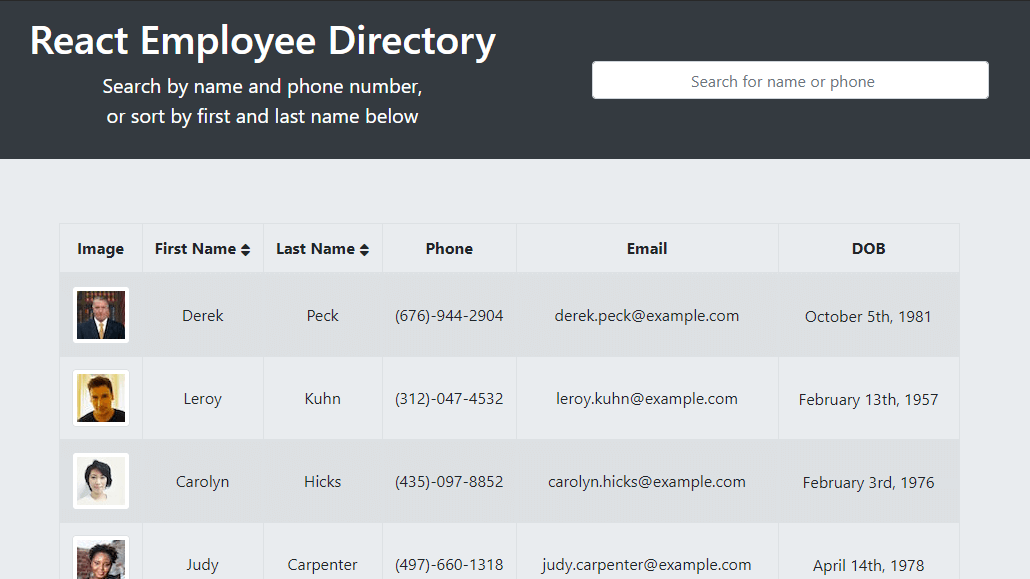 React Employee Directory
Search by name and phone number,
or sort by first and last name below
Search for name or phone
Image First Name Last Name Phone Email DOB
Derek Peck (676)-944-2904 derek.peck@example.com October 5th, 1981
Leroy Kuhn (312)-047-4532 leroy.kuhn@example.com February 13th, 1957
Carolyn Hicks (435)-097-8852 carolyn.hicks@example.com February 3rd, 1976
Judy Carpenter (497)-660-1318 judy.carpenter@example.com April 14th, 1978